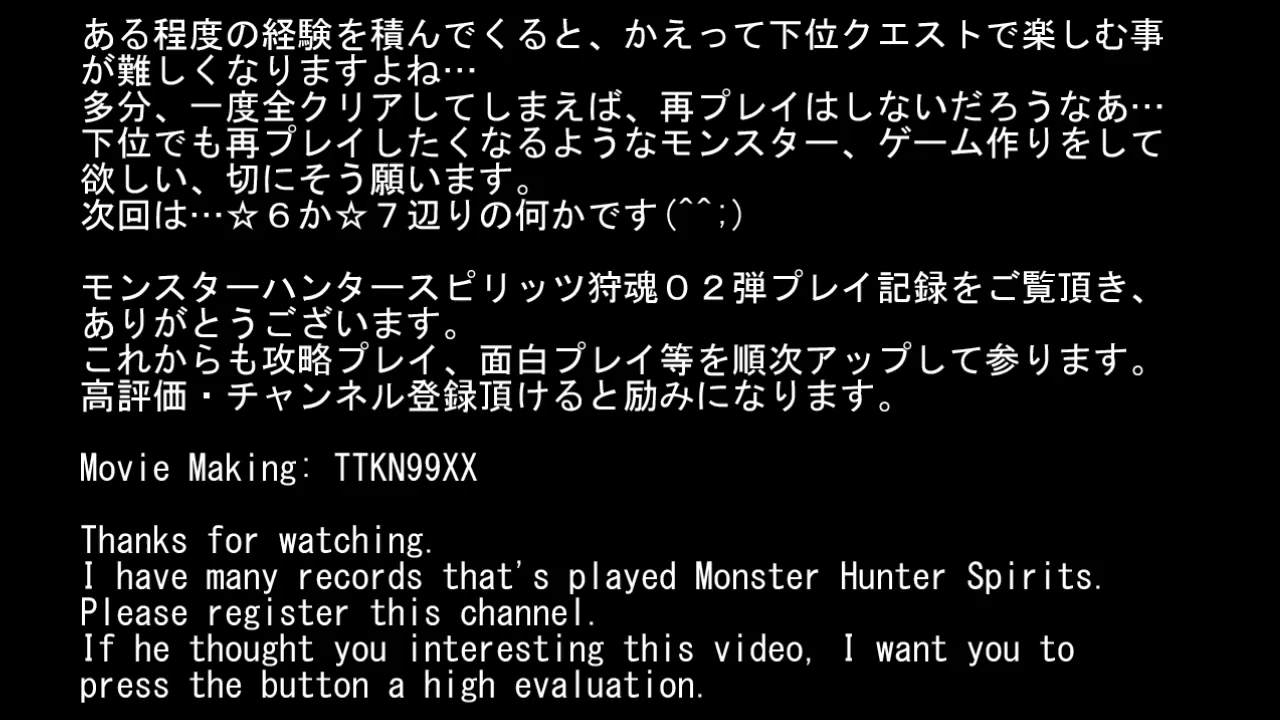 ある程度の経験を積んでくると、かえって下位クエストで楽しむ事
が難しくなりますよね…
多分、一度全クリアしてしまえば、再プレイはしないだろうなあ…
下位でも再プレイしたくなるようなモンスター、ゲーム作りをして
欲しい、切にそう願います。
次回は…☆６か☆７辺りの何かです(^^;)
モンスターハンタースピリッツ狩魂０２弾プレイ記録をご覧頂き、
ありがとうございます。
これからも攻略プレイ、面白プレイ等を順次アップして参ります。
高評価・チャンネル登録頂けると励みになります。
Movie Making: TTKN99XX
Thanks for watching.
I have many records that's played Monster Hunter Spirits.
Please register this channel.
If he thought you interesting this video, I want you to
press the button a high evaluation.